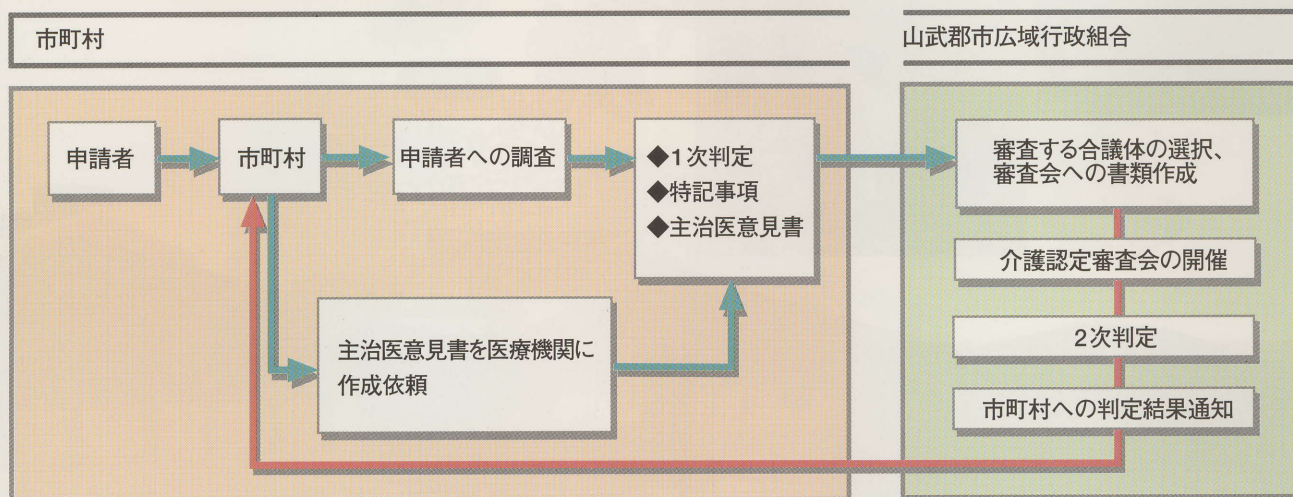 市町村
山武郡市広域行政組合
申請者
市町村
申請者への調査
◆1次判定
◆特記事項
◆主治医意見書
主治医意見書を医療機関に
作成依頼
審査する合議体の選択、
審査会への書類作成
介護認定審査会の開催
2次判定
市町村への判定結果通知